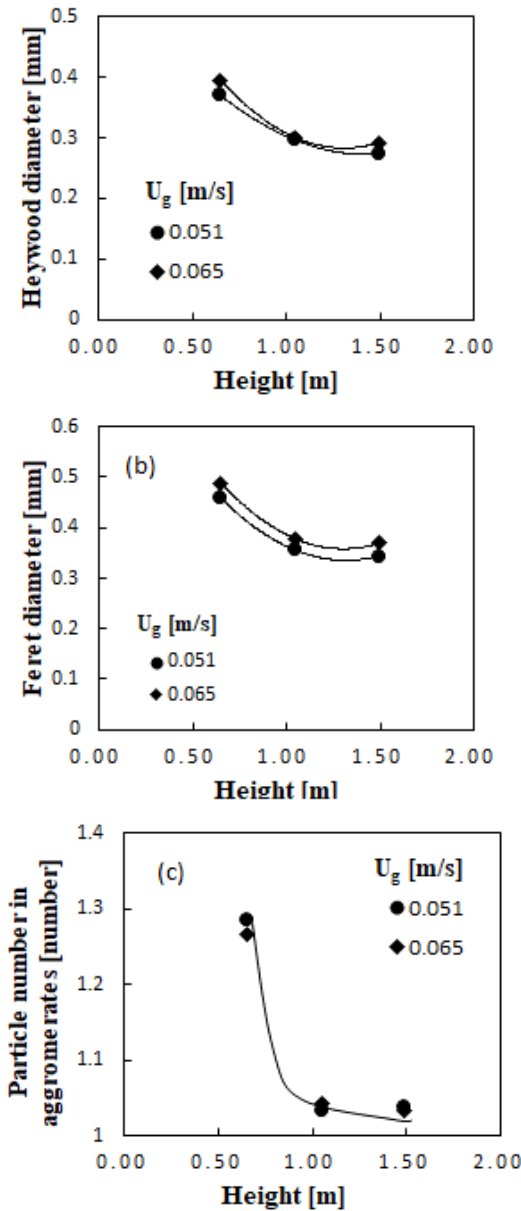 0.5
0.4
0.3
0.2
0.1
0
Heywood diameter [mm]
U_g [m/s]
0.051
0.065
0.00 0.50 1.00 1.50 2.00
Height [m]
0.6
0.5
0.4
0.3
0.2
0.1
0
Feret diameter [mm]
(b)
U_g [m/s]
0.051
0.065
0.00 0.50 1.00 1.50 2.00
Height [m]
1.4
1.3
1.2
1.1
1
Particle number in
aggromerates [number]
(c)
U_g [m/s]
0.051
0.065
0.00 0.50 1.00 1.50 2.00
Height [m]